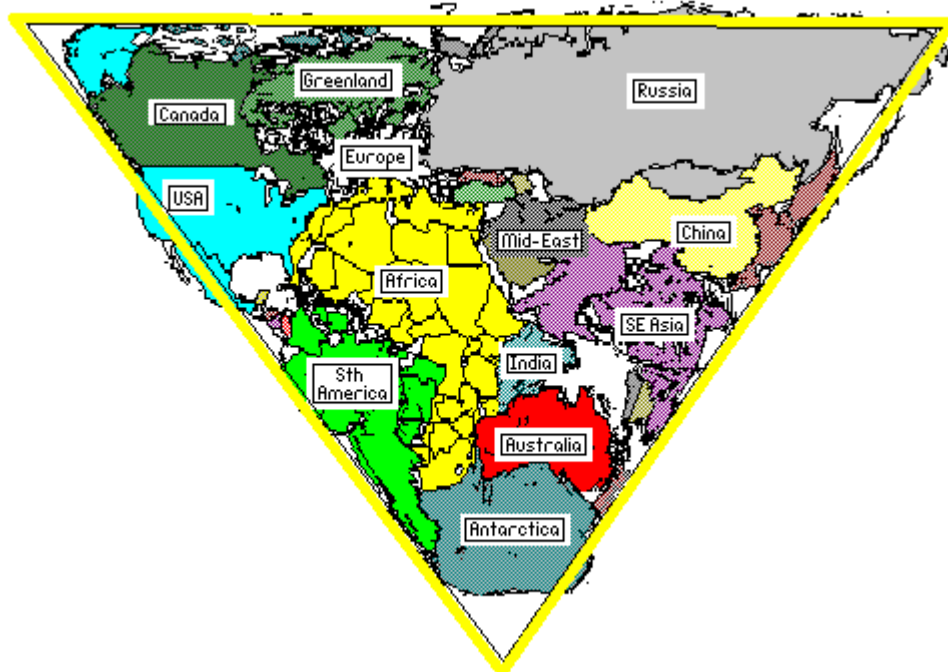 Greenland
Russia
Canada
Europe
USA
China
Mid-East
Africa
SE Asia
India
Sth
America
Australia
Antarctica